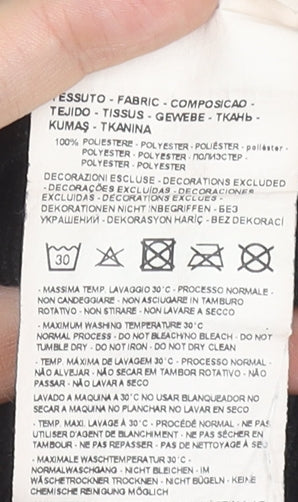 TESSUTO - FABRIC - COMPOSICAO -
TEJIDO - TISSUS - GEWEBE - ТКАНЬ -
KUMAŞ - TKANINA
100% POLIESTERE - POLYESTER - POLIÉSTER - poliéster -
POLYESTER - POLYESTER - ПОЛИЭСТЕР -
POLYESTER - POLYESTER
DECORAZIONI ESCLUSE - DECORATIONS EXCLUDED
- DECORAÇÕES EXCLUÍDAS - DECORACIONES
EXCLUIDAS - DECORATIONS EXCLUES -
DEKORATIONEN NICHT INBEGRIFFEN - БЕЗ
УКРАШЕНИЙ - DEKORASYON HARİÇ - BEZ DEKORACJI
30
- MASSIMA TEMP. LAVAGGIO 30°C - PROCESSO NORMALE -
NON CANDEGGIARE - NON ASCIUGARE IN TAMBURO
ROTATIVO - NON STIRARE - NON LAVARE A SECCO
- MAXIMUM WASHING TEMPERATURE 30°C
NORMAL PROCESS - DO NOT BLEACH/NO BLEACH - DO NOT
TUMBLE DRY - DO NOT IRON - DO NOT DRY CLEAN
- TEMP. MÁXIMA DE LAVAGEM 30°C - PROCESSO NORMAL -
NÃO ALVEJAR - NÃO SECAR EM TAMBOR ROTATIVO - NÃO
PASSAR - NÃO LAVAR A SECO
LAVADO A MAQUINA A 30°C NO USAR BLANQUEADOR NO
SECAR A MAQUINA NO PLANCHAR NO LAVAR EN SECO
- TEMP. MAXI. LAVAGE À 30°C - PROCÉDÉ NORMAL - NE PAS
UTILISER D'AGENT DE BLANCHIMENT - NE PAS SÉCHER EN
TAMBOUR - NE PAS REPASSER - PAS DE NETTOYAGE À SEC
- MAXIMALE WASCHTEMPERATUR 30°C -
NORMALWASCHGANG - NICHT BLEICHEN - IM
WÄSCHETROCKNER TROCKNEN - NICHT BÜGELN - KEINE
CHEMISCHE REINIGUNG MÖGLICH